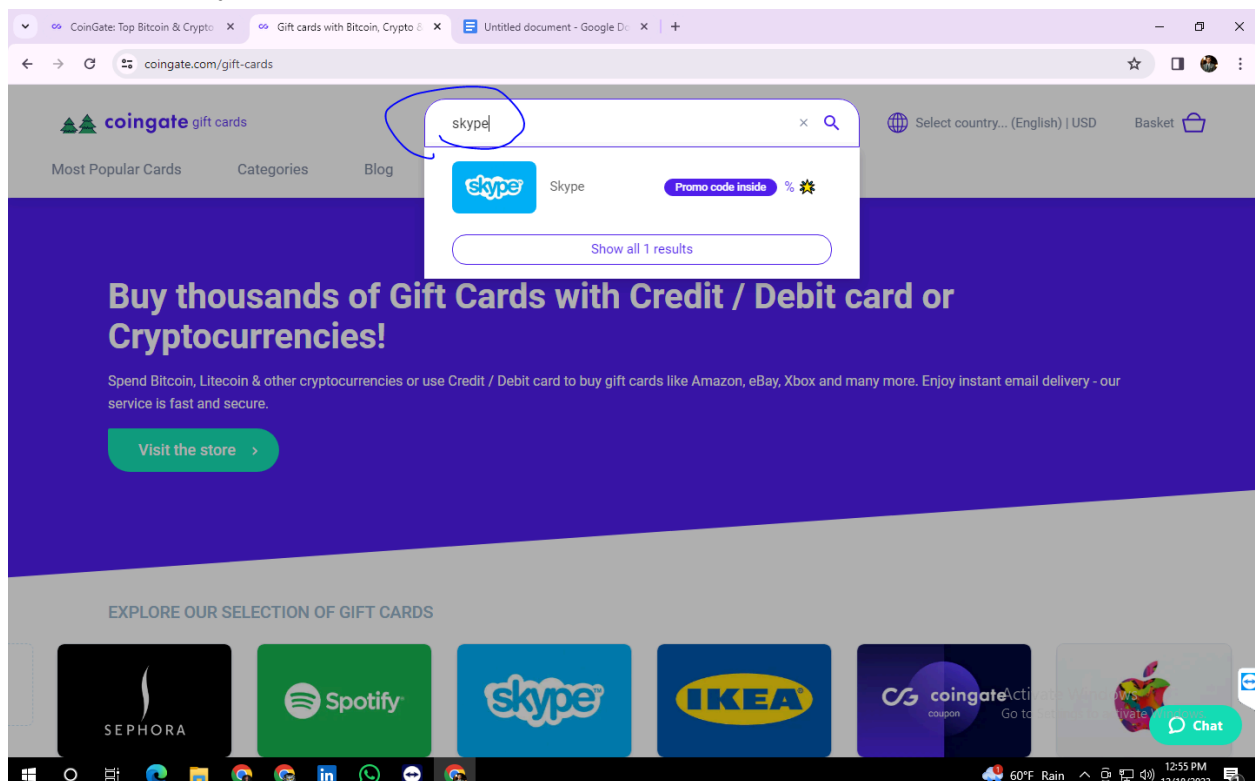 CoinGate: Top Bitcoin & Crypto
Gift cards with Bitcoin, Crypto &
Untitled document - Google Do
coingate.com/gift-cards
coingate gift cards
skype
Select country... (English) | USD
Basket
Most Popular Cards
Categories
Blog
skype
Skype
Promo code inside
%
Show all 1 results
Buy thousands of Gift Cards with Credit / Debit card or
Cryptocurrencies!
Spend Bitcoin, Litecoin & other cryptocurrencies or use Credit / Debit card to buy gift cards like Amazon, eBay, Xbox and many more. Enjoy instant email delivery - our
service is fast and secure.
Visit the store
EXPLORE OUR SELECTION OF GIFT CARDS
SEPHORA
Spotify
skype
IKEA
CG coingate
coupon
Go to
Chat
in
60°F Rain
12:55 PM